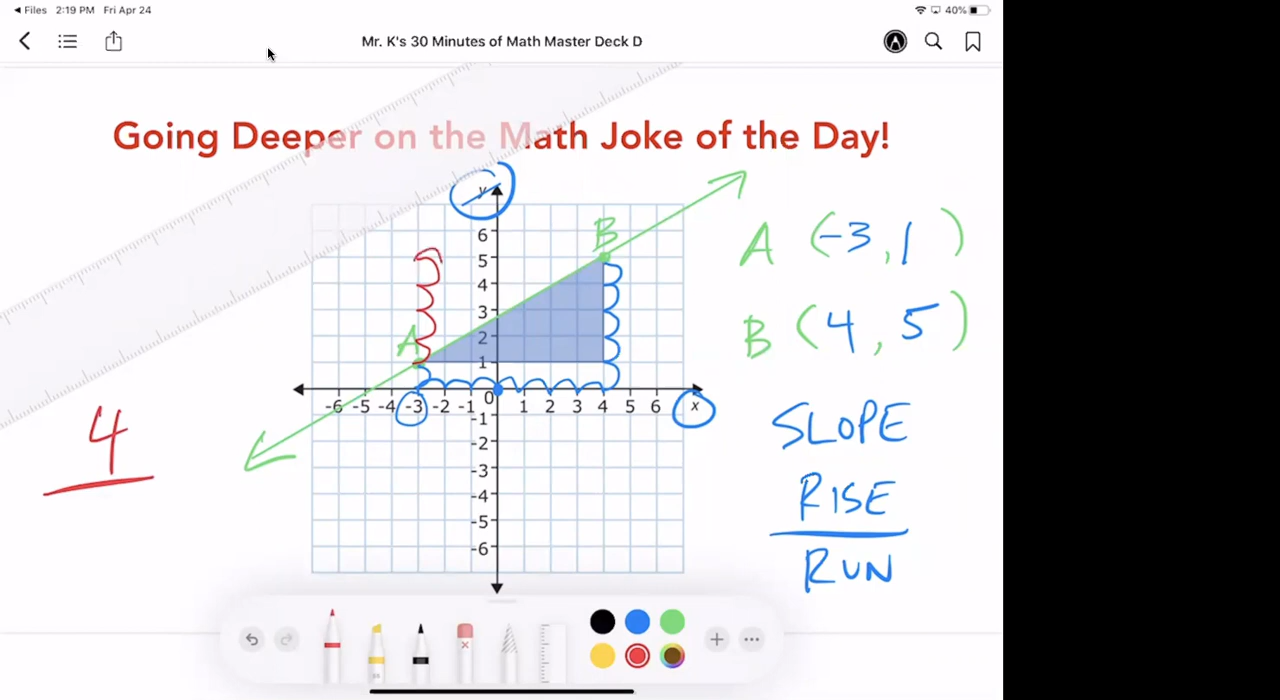 Files 2:19 PM Fri Apr 24 40%
Mr. K's 30 Minutes of Math Master Deck D
Going Deeper on the Math Joke of the Day!
y
6
5
4
3
2
1
0
-6 -5 -4 -3 -2 -1 1 2 3 4 5 6 x
-1
-2
-3
-4
-5
-6
A
B
A (-3, 1)
B (4, 5)
SLOPE
RISE
RUN
4